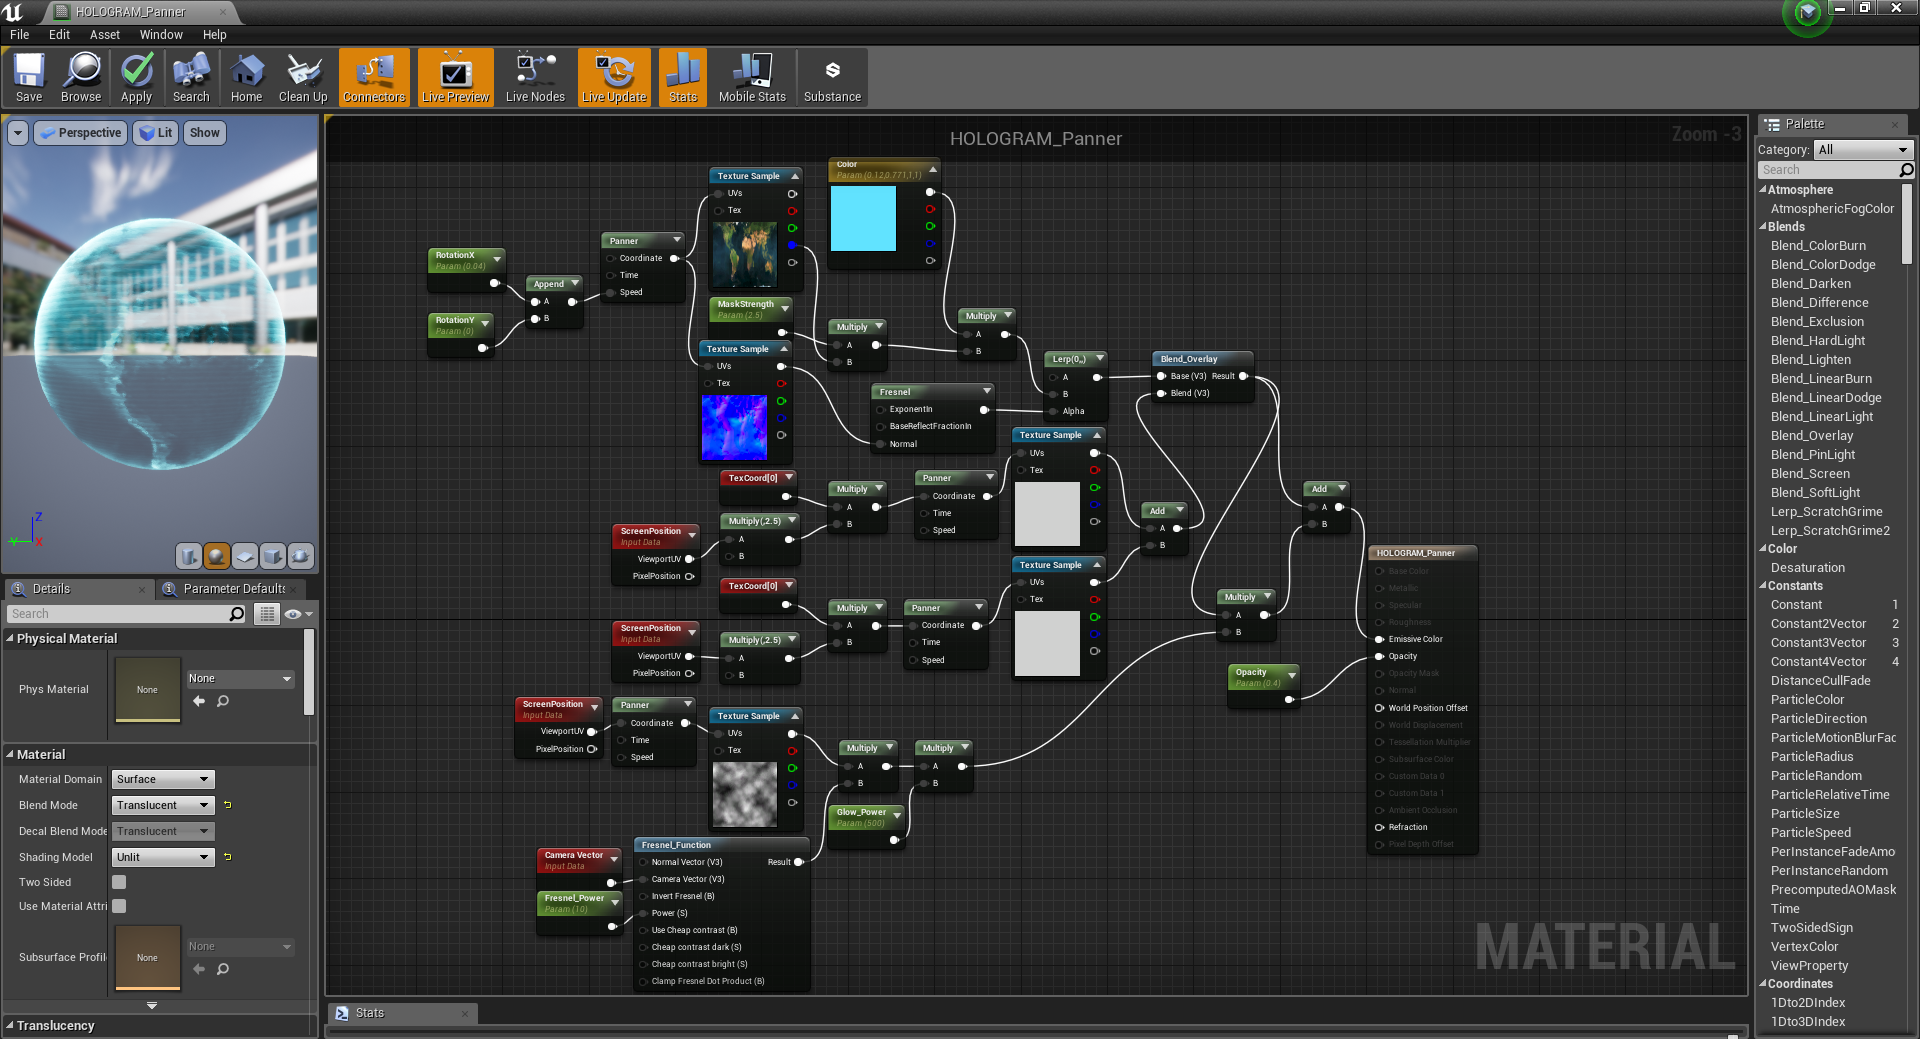 HOLOGRAM_Panner
File Edit Asset Window Help
Save Browse Apply Search Home Clean Up Connectors Live Preview Live Nodes Live Update Stats Mobile Stats Substance
Perspective Lit Show
Z
Y X
Details Parameter Defaults
Search
Physical Material
Phys Material None None
Material
Material Domain Surface
Blend Mode Translucent
Decal Blend Mode Translucent
Shading Model Unlit
Two Sided
Use Material Attri
Subsurface Profil None None
Translucency
HOLOGRAM_Panner
Zoom -3
RotationX
Param (0.04)
RotationY
Param (0)
Append
A
B
Panner
Coordinate
Time
Speed
Texture Sample
UVs
Tex
Color
Param (0.12,0.771,1,1)
MaskStrength
Param (2.5)
Texture Sample
UVs
Tex
Multiply
A
B
Multiply
A
B
Fresnel
ExponentIn
BaseReflectFractionIn
Normal
Lerp(0,,)
A
B
Alpha
Blend_Overlay
Base (V3) Result
Blend (V3)
TexCoord[0]
Multiply(,2.5)
A
B
ScreenPosition
Input Data
ViewportUV
PixelPosition
Multiply
A
B
Panner
Coordinate
Time
Speed
Texture Sample
UVs
Tex
Add
A
B
TexCoord[0]
ScreenPosition
Input Data
ViewportUV
PixelPosition
Multiply(,2.5)
A
B
Multiply
A
B
Panner
Coordinate
Time
Speed
Texture Sample
UVs
Tex
Add
A
B
Multiply
A
B
Opacity
Param (0.4)
ScreenPosition
Input Data
ViewportUV
PixelPosition
Panner
Coordinate
Time
Speed
Texture Sample
UVs
Tex
Multiply
A
B
Multiply
A
B
Glow_Power
Param (500)
Camera Vector
Input Data
Fresnel_Power
Param (10)
Fresnel_Function
Normal Vector (V3) Result
Camera Vector (V3)
Invert Fresnel (B)
Power (S)
Use Cheap contrast (B)
Cheap contrast dark (S)
Cheap contrast bright (S)
Clamp Fresnel Dot Product (B)
HOLOGRAM_Panner
Base Color
Metallic
Specular
Roughness
Emissive Color
Opacity
Opacity Mask
Normal
World Position Offset
World Displacement
Tessellation Multiplier
Subsurface Color
Custom Data 0
Custom Data 1
Ambient Occlusion
Refraction
Pixel Depth Offset
MATERIAL
Stats
Palette
Category: All
Search
Atmosphere
AtmosphericFogColor
Blends
Blend_ColorBurn
Blend_ColorDodge
Blend_Darken
Blend_Difference
Blend_Exclusion
Blend_HardLight
Blend_Lighten
Blend_LinearBurn
Blend_LinearDodge
Blend_LinearLight
Blend_Overlay
Blend_PinLight
Blend_Screen
Blend_SoftLight
Lerp_ScratchGrime
Lerp_ScratchGrime2
Color
Desaturation
Constants
Constant 1
Constant2Vector 2
Constant3Vector 3
Constant4Vector 4
DistanceCullFade
ParticleColor
ParticleDirection
ParticleMotionBlurFac
ParticleRadius
ParticleRandom
ParticleRelativeTime
ParticleSize
ParticleSpeed
PerInstanceFadeAmo
PerInstanceRandom
PrecomputedAOMask
Time
TwoSidedSign
VertexColor
ViewProperty
Coordinates
1Dto2DIndex
1Dto3DIndex